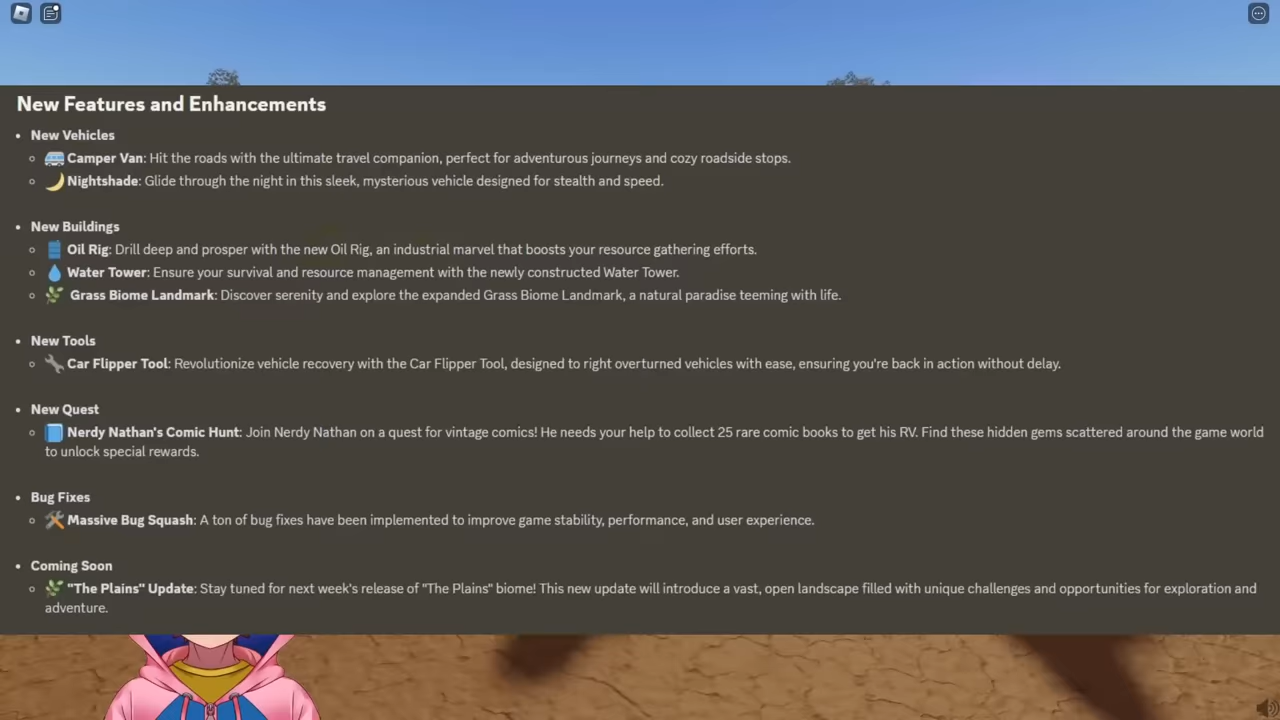 New Features and Enhancements
New Vehicles
Camper Van: Hit the roads with the ultimate travel companion, perfect for adventurous journeys and cozy roadside stops.
Nightshade: Glide through the night in this sleek, mysterious vehicle designed for stealth and speed.
New Buildings
Oil Rig: Drill deep and prosper with the new Oil Rig, an industrial marvel that boosts your resource gathering efforts.
Water Tower: Ensure your survival and resource management with the newly constructed Water Tower.
Grass Biome Landmark: Discover serenity and explore the expanded Grass Biome Landmark, a natural paradise teeming with life.
New Tools
Car Flipper Tool: Revolutionize vehicle recovery with the Car Flipper Tool, designed to right overturned vehicles with ease, ensuring you're back in action without delay.
New Quest
Nerdy Nathan's Comic Hunt: Join Nerdy Nathan on a quest for vintage comics! He needs your help to collect 25 rare comic books to get his RV. Find these hidden gems scattered around the game world
to unlock special rewards.
Bug Fixes
Massive Bug Squash: A ton of bug fixes have been implemented to improve game stability, performance, and user experience.
Coming Soon
"The Plains" Update: Stay tuned for next week's release of "The Plains" biome! This new update will introduce a vast, open landscape filled with unique challenges and opportunities for exploration and
adventure.